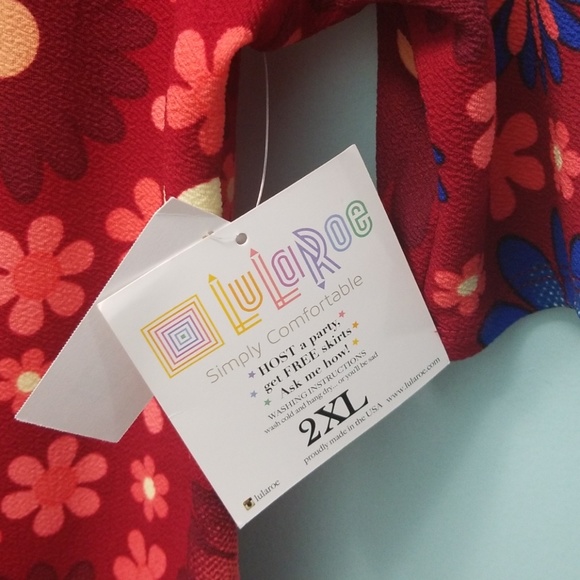 LuLaRoe
Simply Comfortable
HOST a party,
get FREE skirts
Ask me how!
WASHING INSTRUCTIONS
wash cold and hang dry... or you'll be sad
2XL
proudly made in the USA www.lularoe.com
lularoe